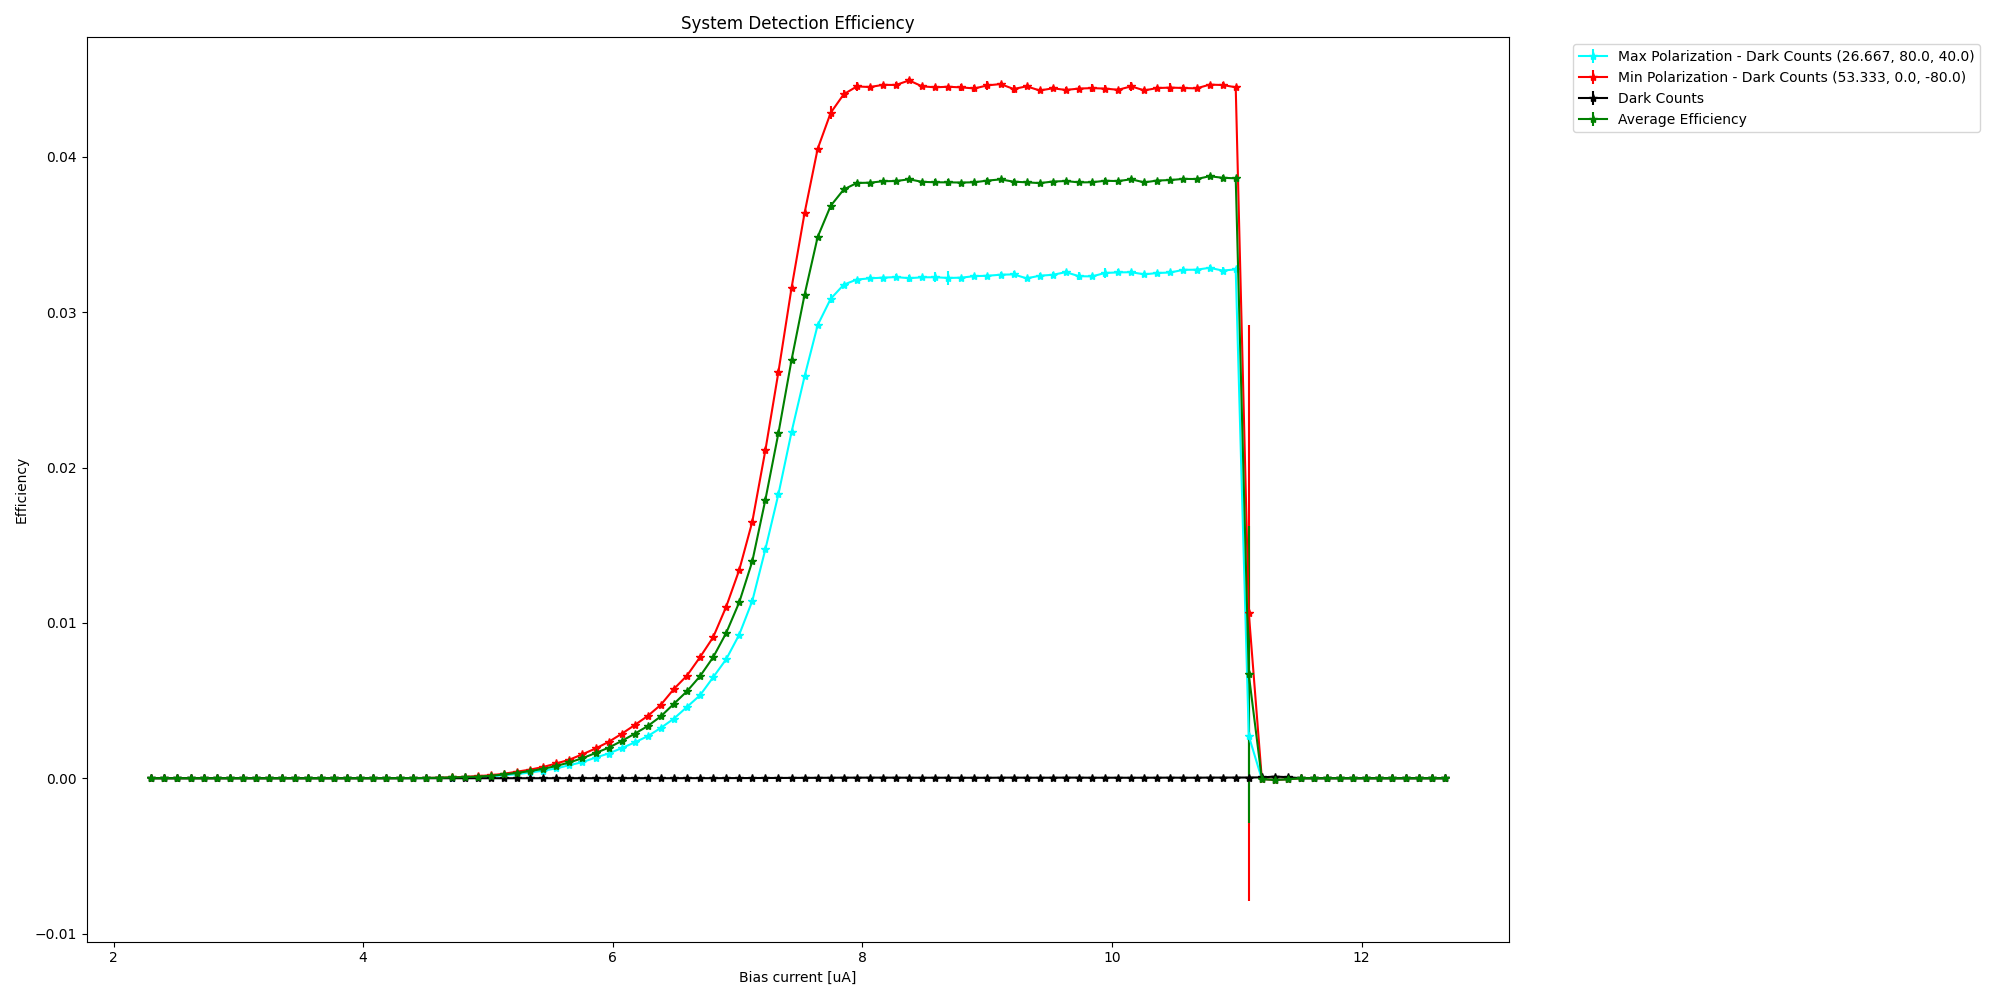 System Detection Efficiency
Max Polarization - Dark Counts (26.667, 80.0, 40.0)
Min Polarization - Dark Counts (53.333, 0.0, -80.0)
Dark Counts
Average Efficiency
Efficiency
0.04
0.03
0.02
0.01
0.00
−0.01
2 4 6 8 10 12
Bias current [uA]